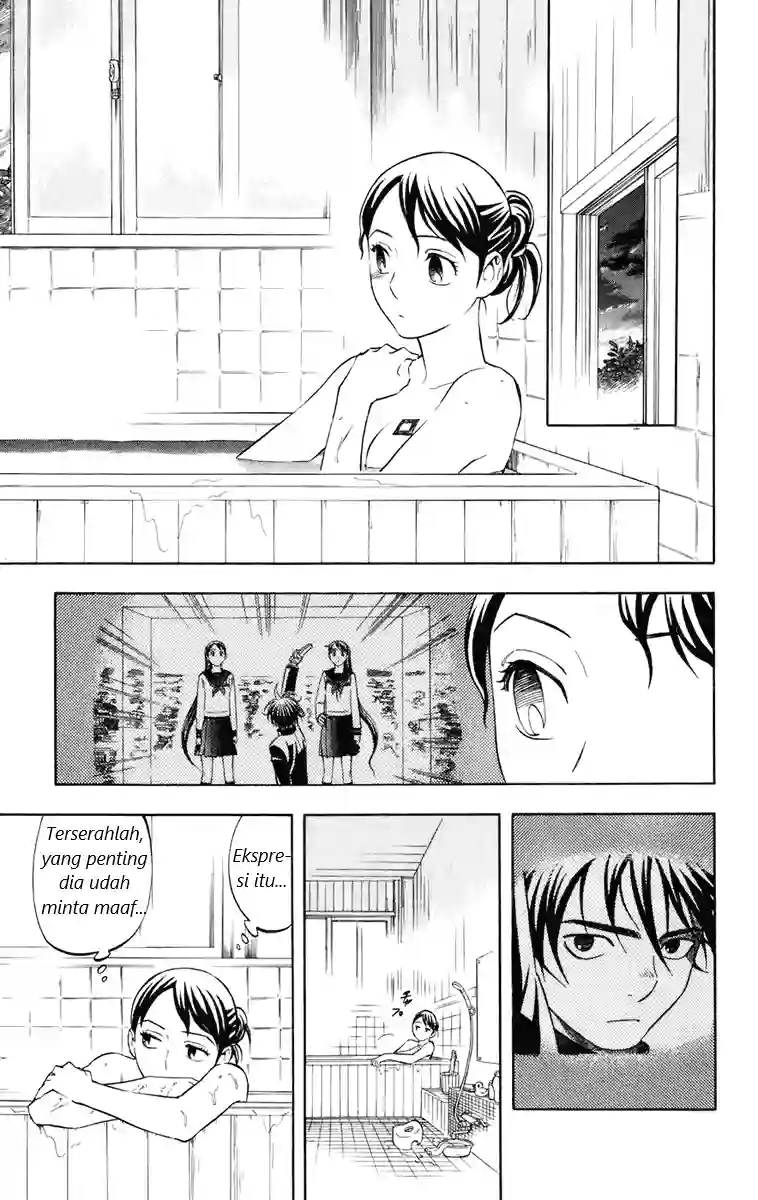 Ekspre-
si itu...
Terserahlah,
yang penting
dia udah
minta maaf...